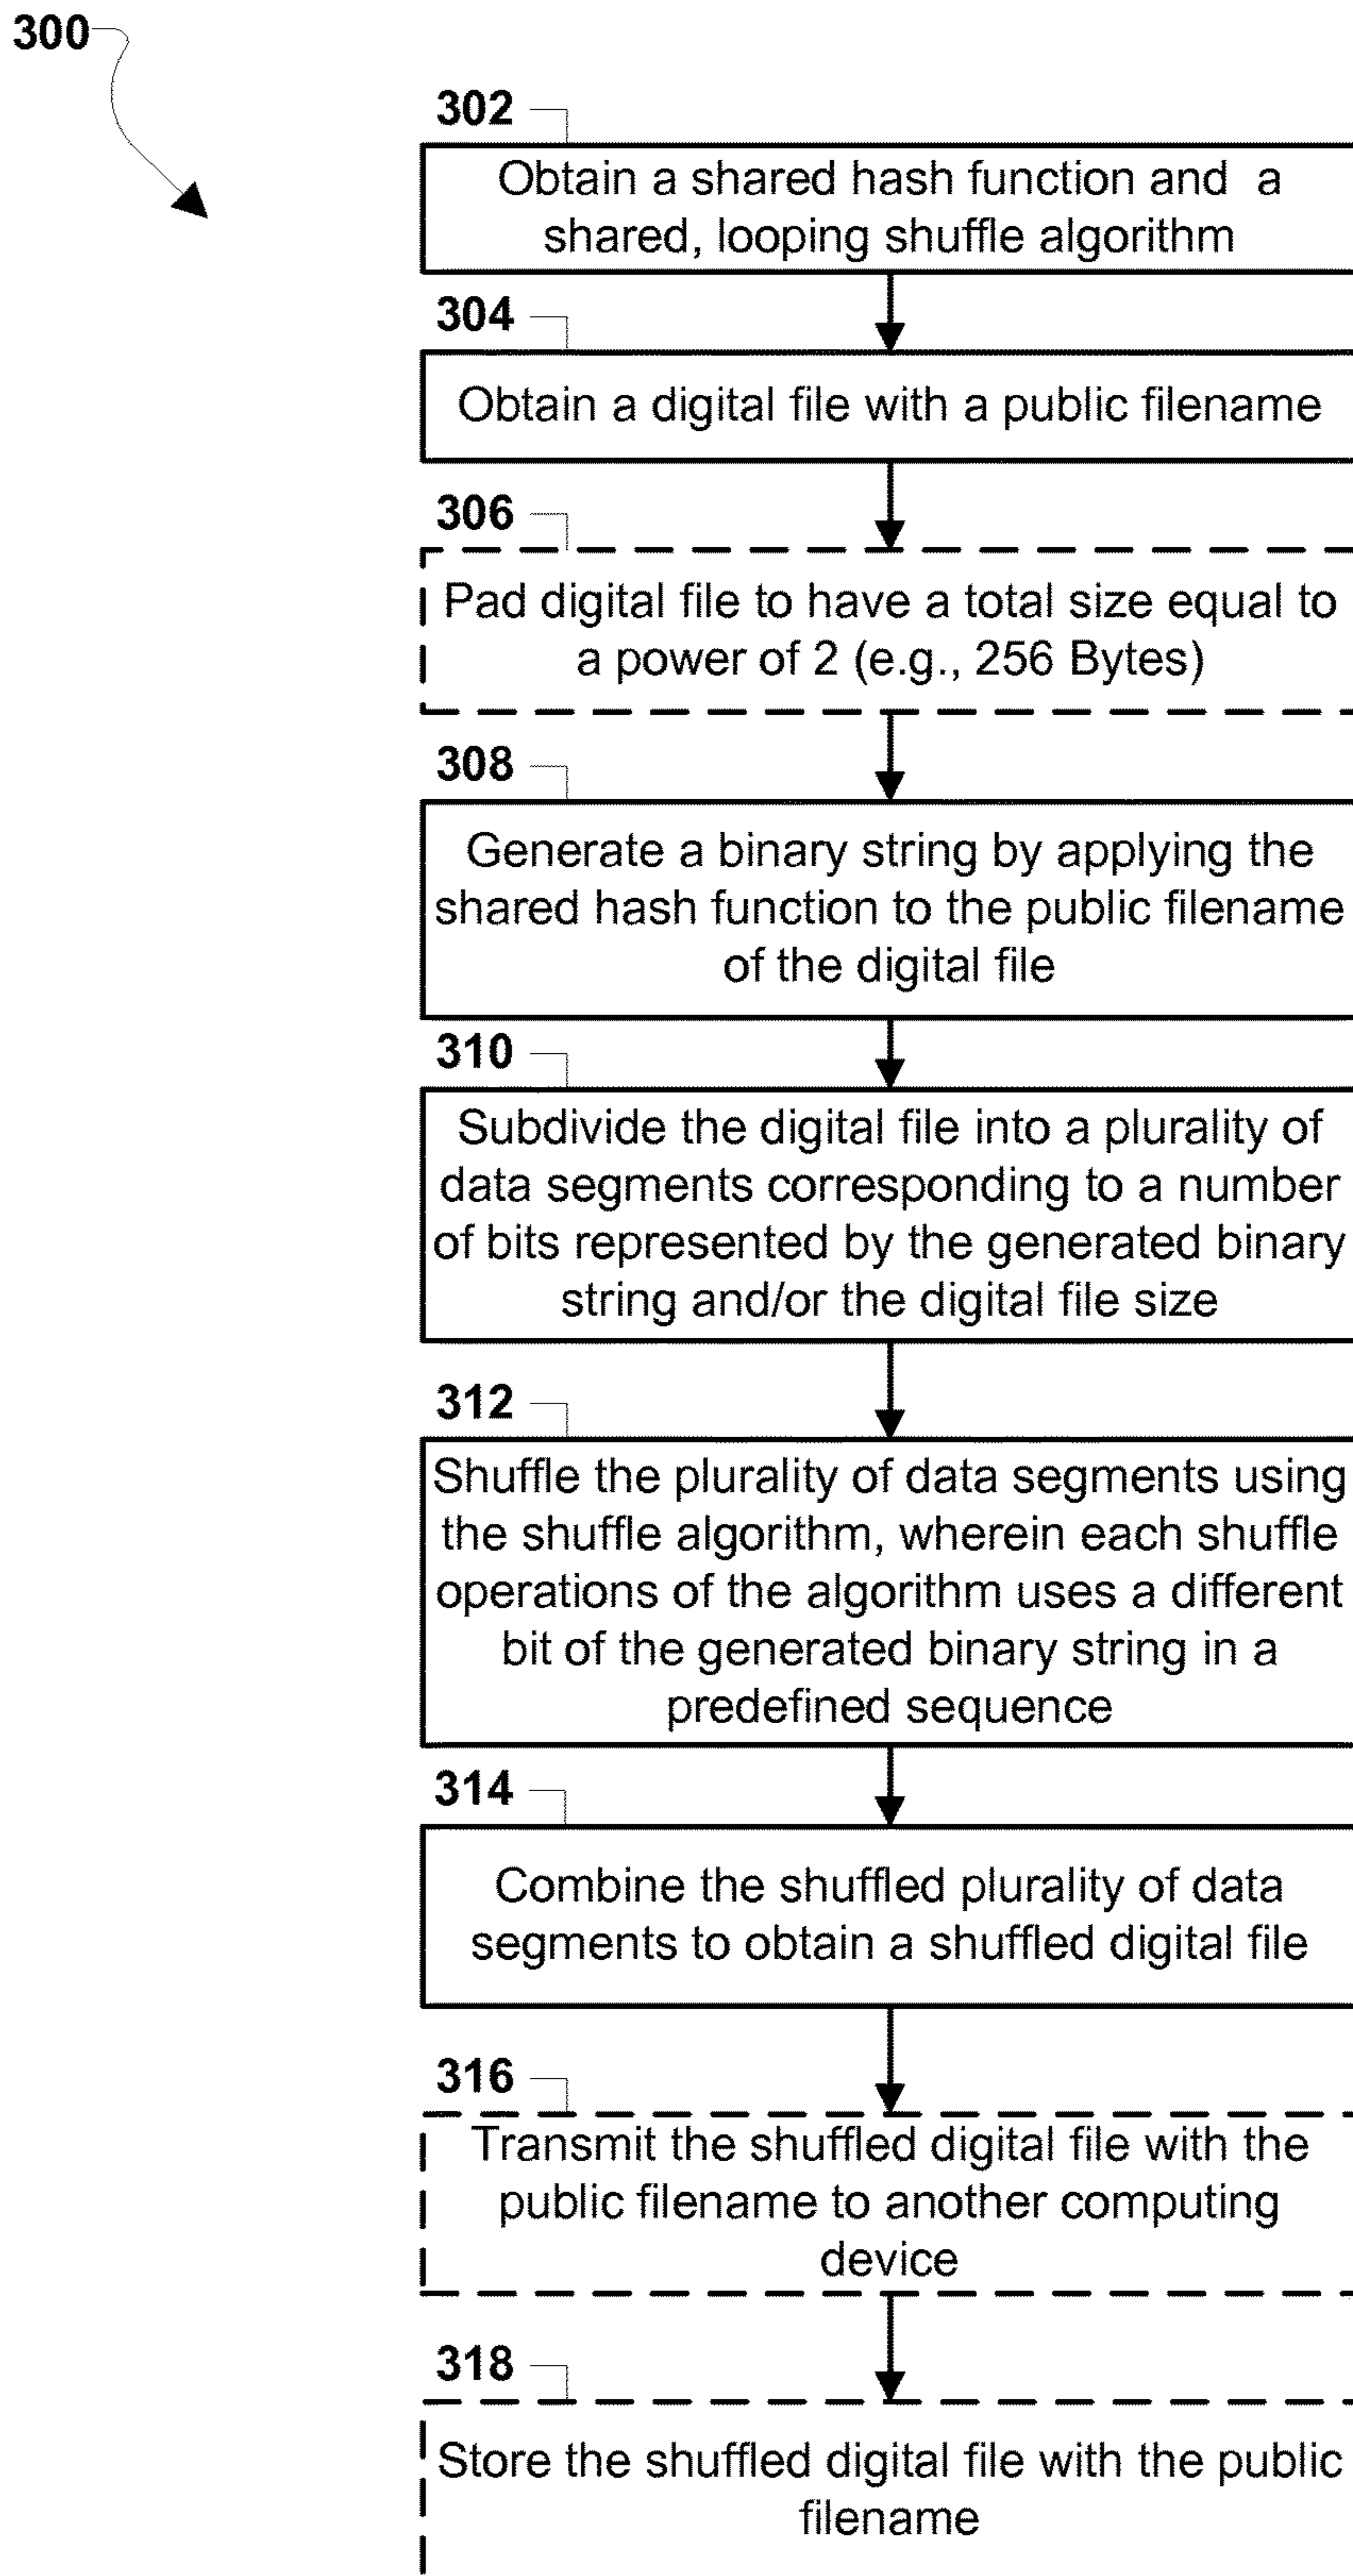 300
302
Obtain a shared hash function and a
shared, looping shuffle algorithm
304
Obtain a digital file with a public filename
306
Pad digital file to have a total size equal to
a power of 2 (e.g., 256 Bytes)
308
Generate a binary string by applying the
shared hash function to the public filename
of the digital file
310
Subdivide the digital file into a plurality of
data segments corresponding to a number
of bits represented by the generated binary
string and/or the digital file size
312
Shuffle the plurality of data segments using
the shuffle algorithm, wherein each shuffle
operations of the algorithm uses a different
bit of the generated binary string in a
predefined sequence
314
Combine the shuffled plurality of data
segments to obtain a shuffled digital file
316
Transmit the shuffled digital file with the
public filename to another computing
device
318
Store the shuffled digital file with the public
filename